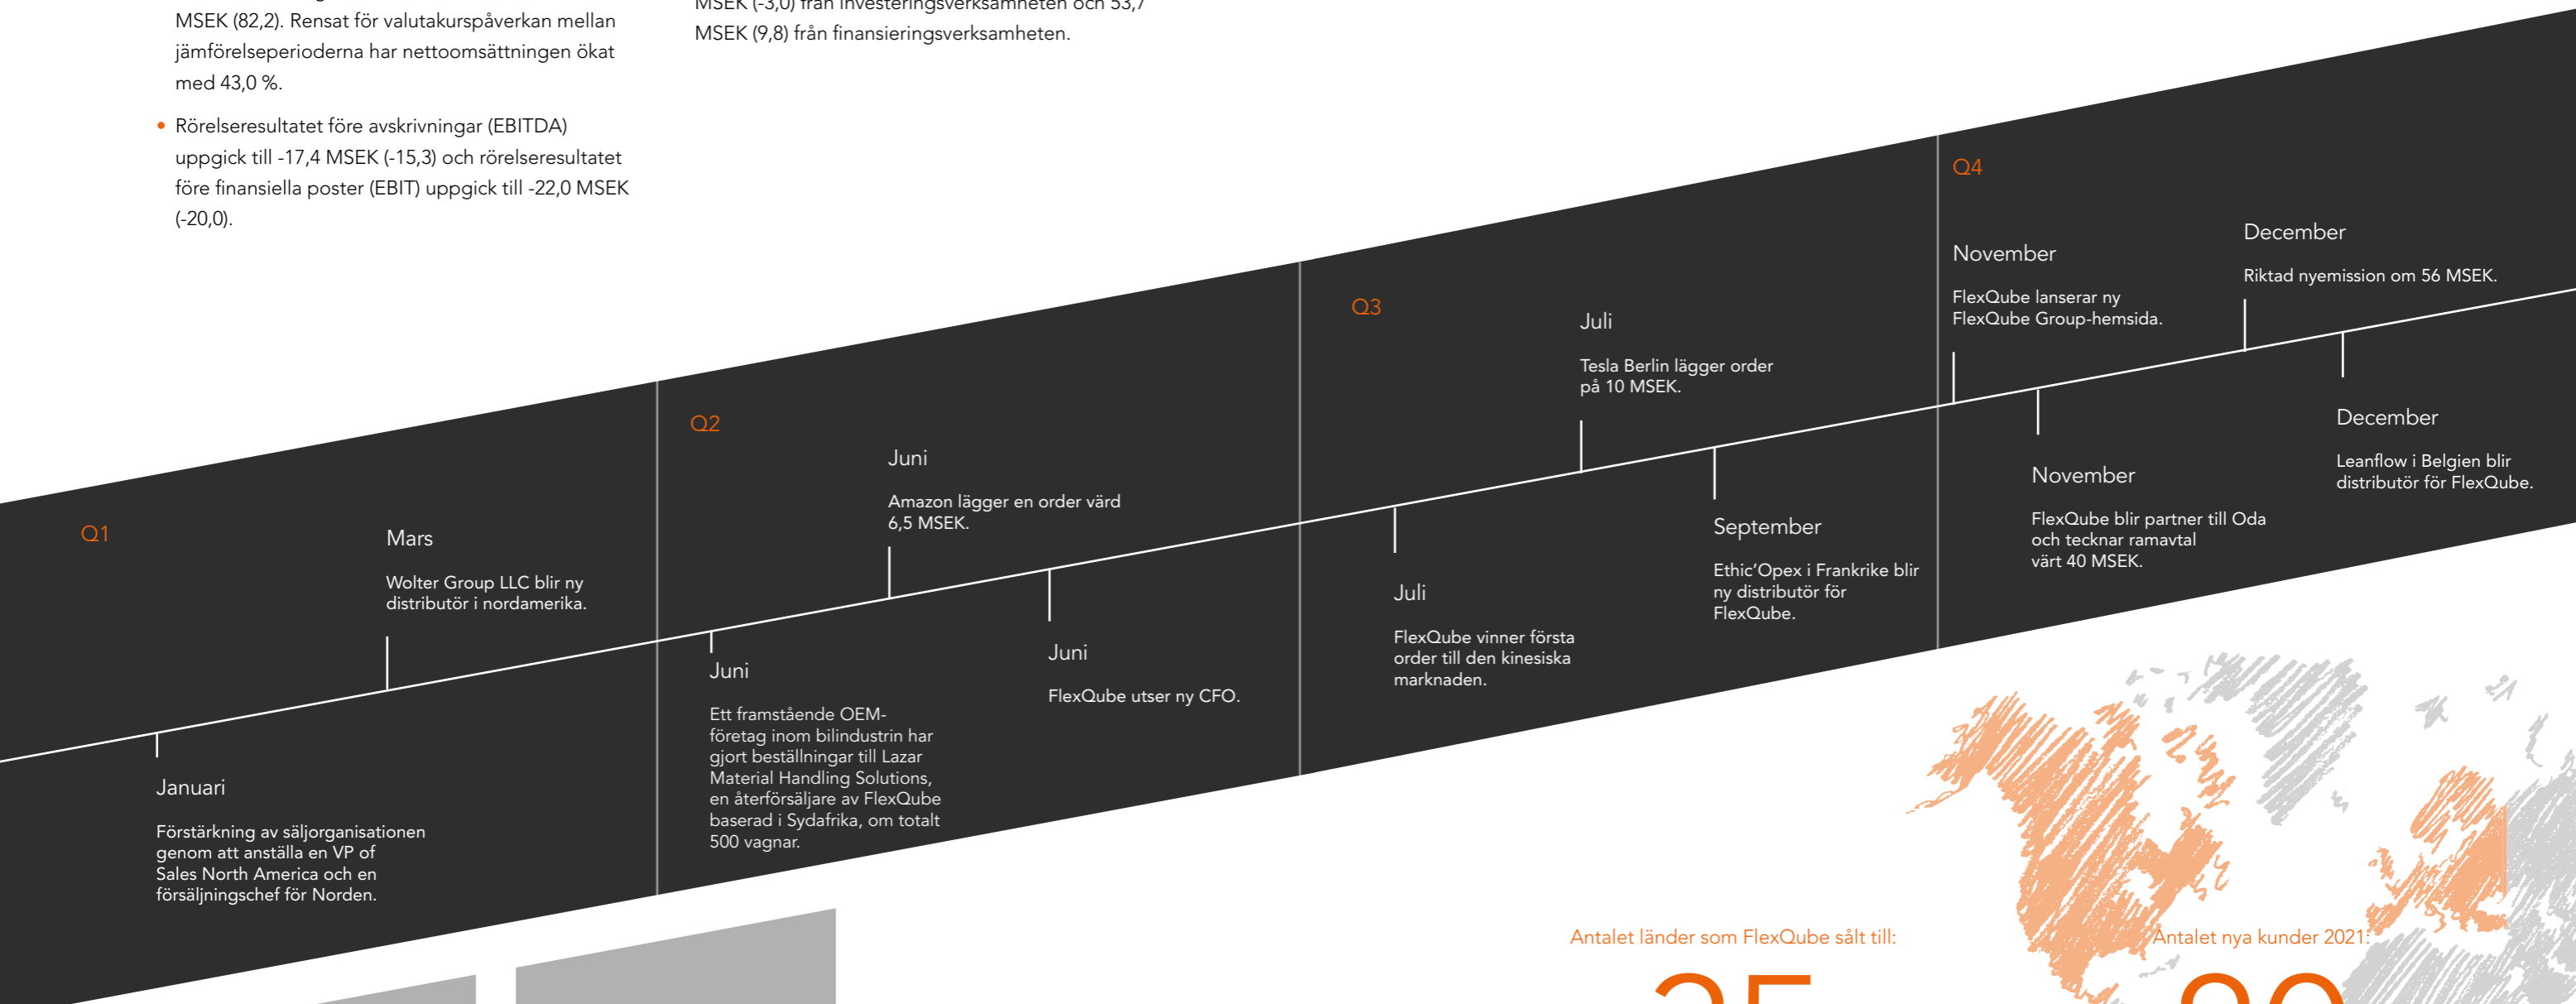 MSEK (82,2). Rensat för valutakurspåverkan mellan
jämförelseperioderna har nettoomsättningen ökat
med 43,0 %.
• Rörelseresultatet före avskrivningar (EBITDA)
uppgick till -17,4 MSEK (-15,3) och rörelseresultatet
före finansiella poster (EBIT) uppgick till -22,0 MSEK
(-20,0).
MSEK (-3,0) från investeringsverksamheten och 53,7
MSEK (9,8) från finansieringsverksamheten.
Q1
Januari
Förstärkning av säljorganisationen
genom att anställa en VP of
Sales North America och en
försäljningschef för Norden.
Mars
Wolter Group LLC blir ny
distributör i nordamerika.
Q2
Juni
Ett framstående OEM-
företag inom bilindustrin har
gjort beställningar till Lazar
Material Handling Solutions,
en återförsäljare av FlexQube
baserad i Sydafrika, om totalt
500 vagnar.
Juni
Amazon lägger en order värd
6,5 MSEK.
Juni
FlexQube utser ny CFO.
Q3
Juli
FlexQube vinner första
order till den kinesiska
marknaden.
Juli
Tesla Berlin lägger order
på 10 MSEK.
September
Ethic'Opex i Frankrike blir
ny distributör för
FlexQube.
Q4
November
FlexQube lanserar ny
FlexQube Group-hemsida.
November
FlexQube blir partner till Oda
och tecknar ramavtal
värt 40 MSEK.
December
Riktad nyemission om 56 MSEK.
December
Leanflow i Belgien blir
distributör för FlexQube.
Antalet länder som FlexQube sålt till:
Antalet nya kunder 2021: